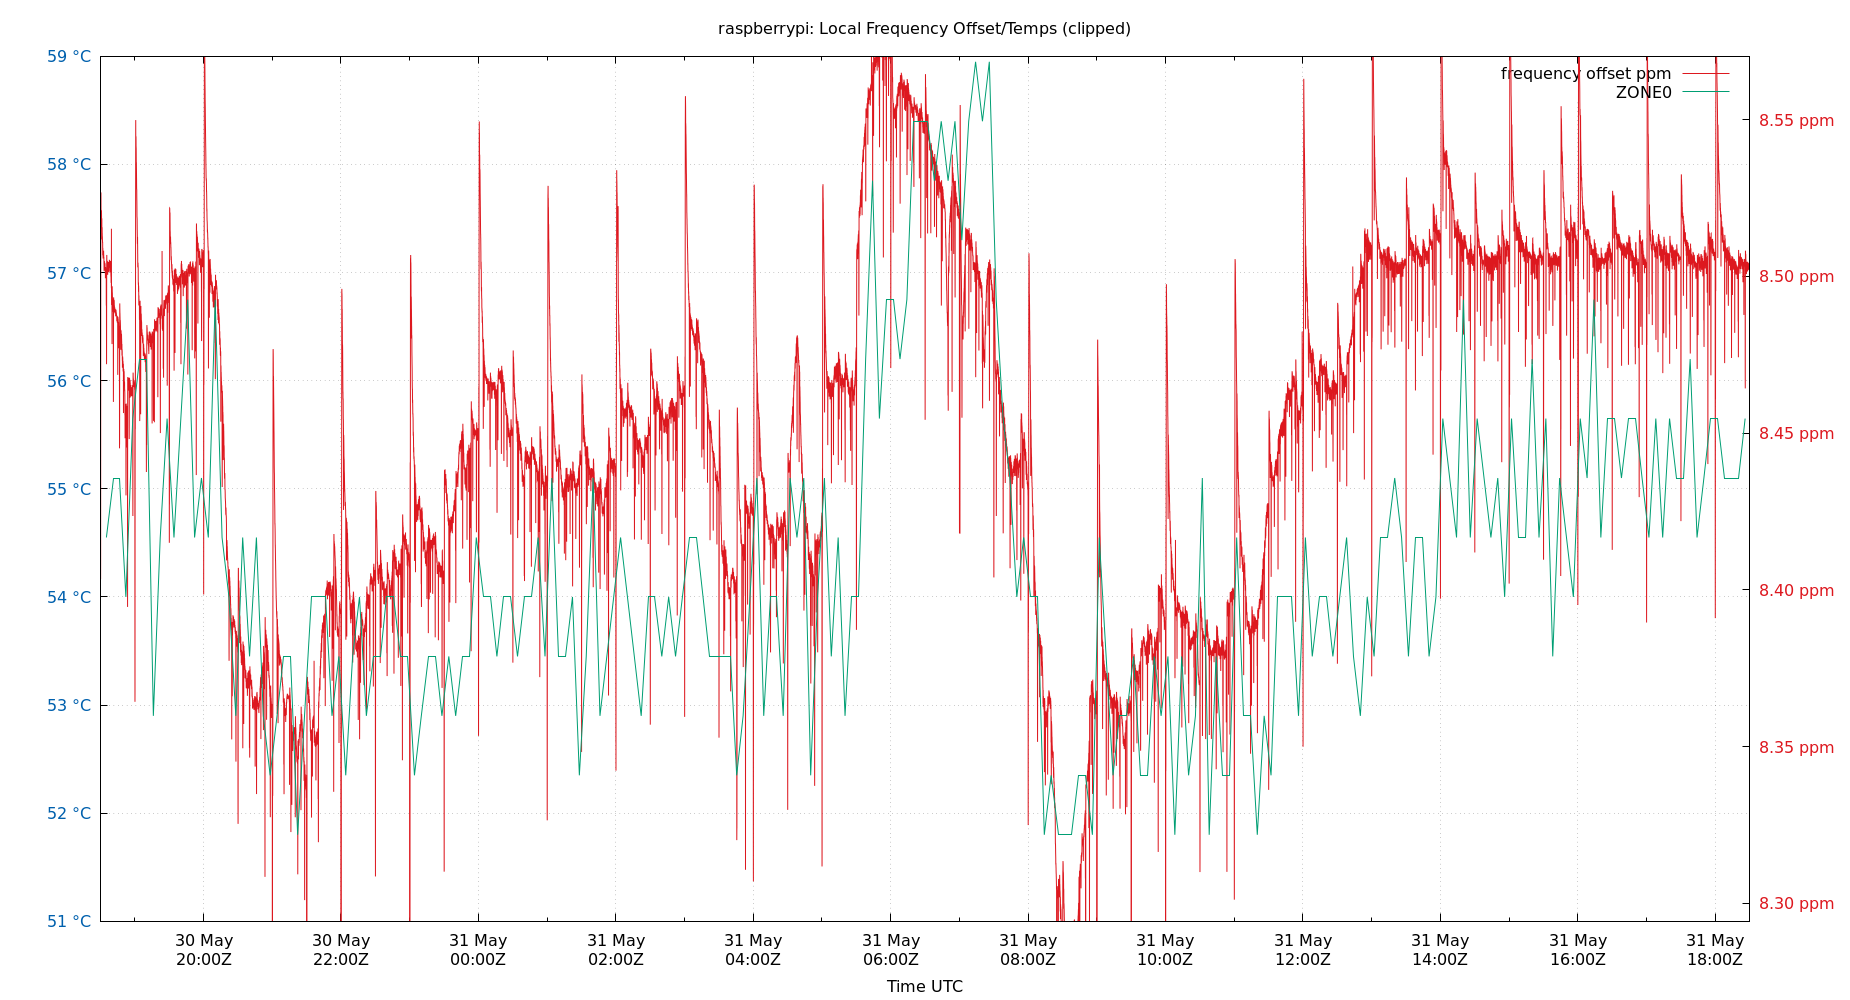 raspberrypi: Local Frequency Offset/Temps (clipped)
59 °C
58 °C
57 °C
56 °C
55 °C
54 °C
53 °C
52 °C
51 °C
frequency offset ppm
ZONE0
8.55 ppm
8.50 ppm
8.45 ppm
8.40 ppm
8.35 ppm
8.30 ppm
30 May 30 May 31 May 31 May 31 May 31 May 31 May 31 May 31 May 31 May 31 May 31 May
20:00Z 22:00Z 00:00Z 02:00Z 04:00Z 06:00Z 08:00Z 10:00Z 12:00Z 14:00Z 16:00Z 18:00Z
Time UTC